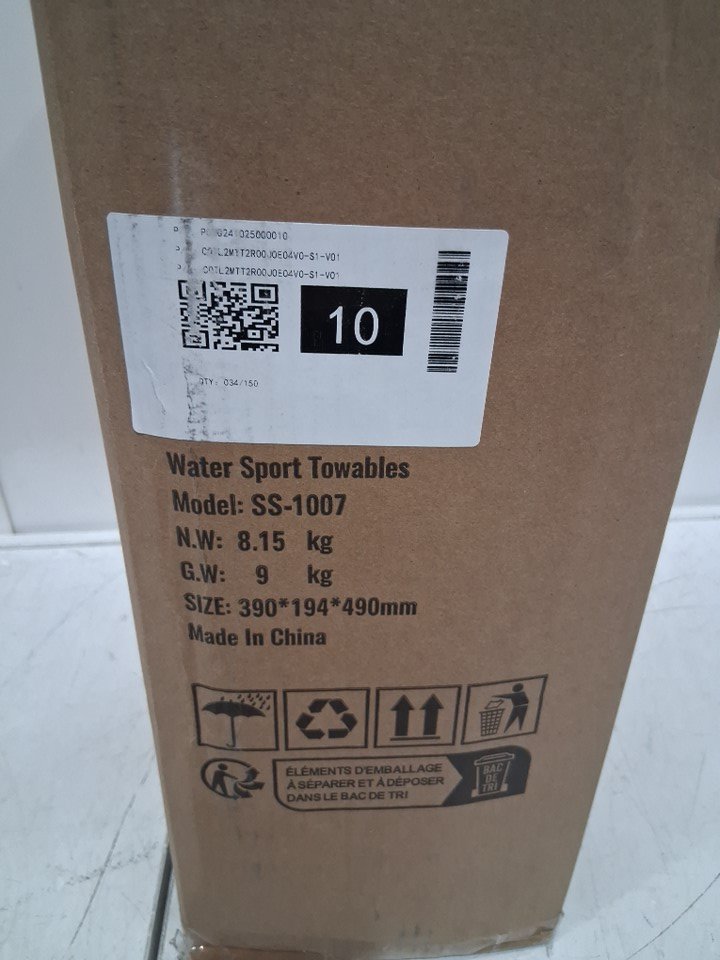 10
QTY: 034/150
Water Sport Towables
Model: SS-1007
N.W: 8.15 kg
G.W: 9 kg
SIZE: 390*194*490mm
Made In China
ÉLÉMENTS D'EMBALLAGE
À SÉPARER ET À DÉPOSER
DANS LE BAC DE TRI
BAC
DE
TRI